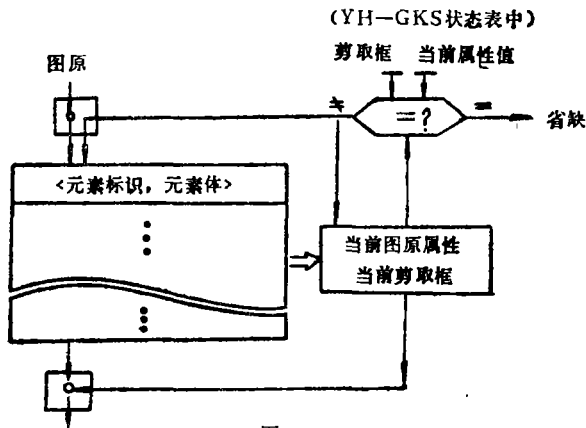 (YH—GKS状态表中)
剪取框 当前属性值
图原
≠ =? = 省缺
<元素标识,元素体>
当前图原属性
当前剪取框